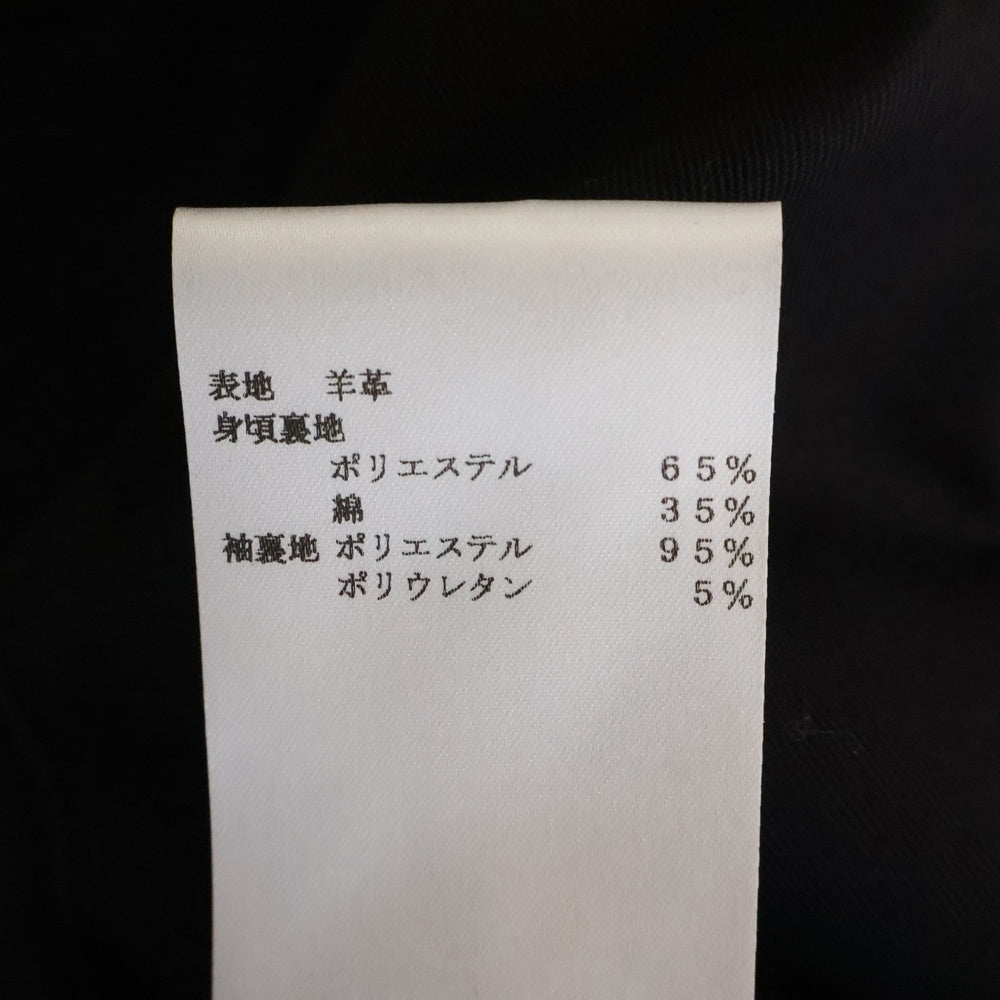 表地 羊革
身頃裏地
ポリエステル 65%
綿 35%
袖裏地 ポリエステル 95%
ポリウレタン 5%